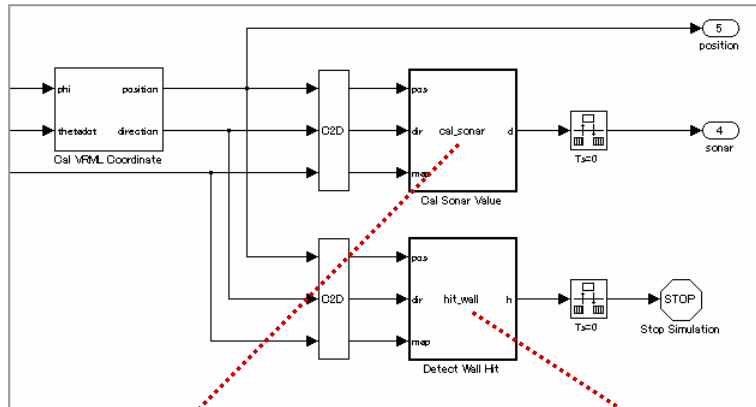 5
position
phi
position
thetadot
direction
Cal VRML Coordinate
C2D
pos
dir
map
cal_sonar
d
Cal Sonar Value
Ts=0
4
sonar
C2D
pos
dir
map
hit_wall
h
Detect Wall Hit
Ts=0
STOP
Stop Simulation